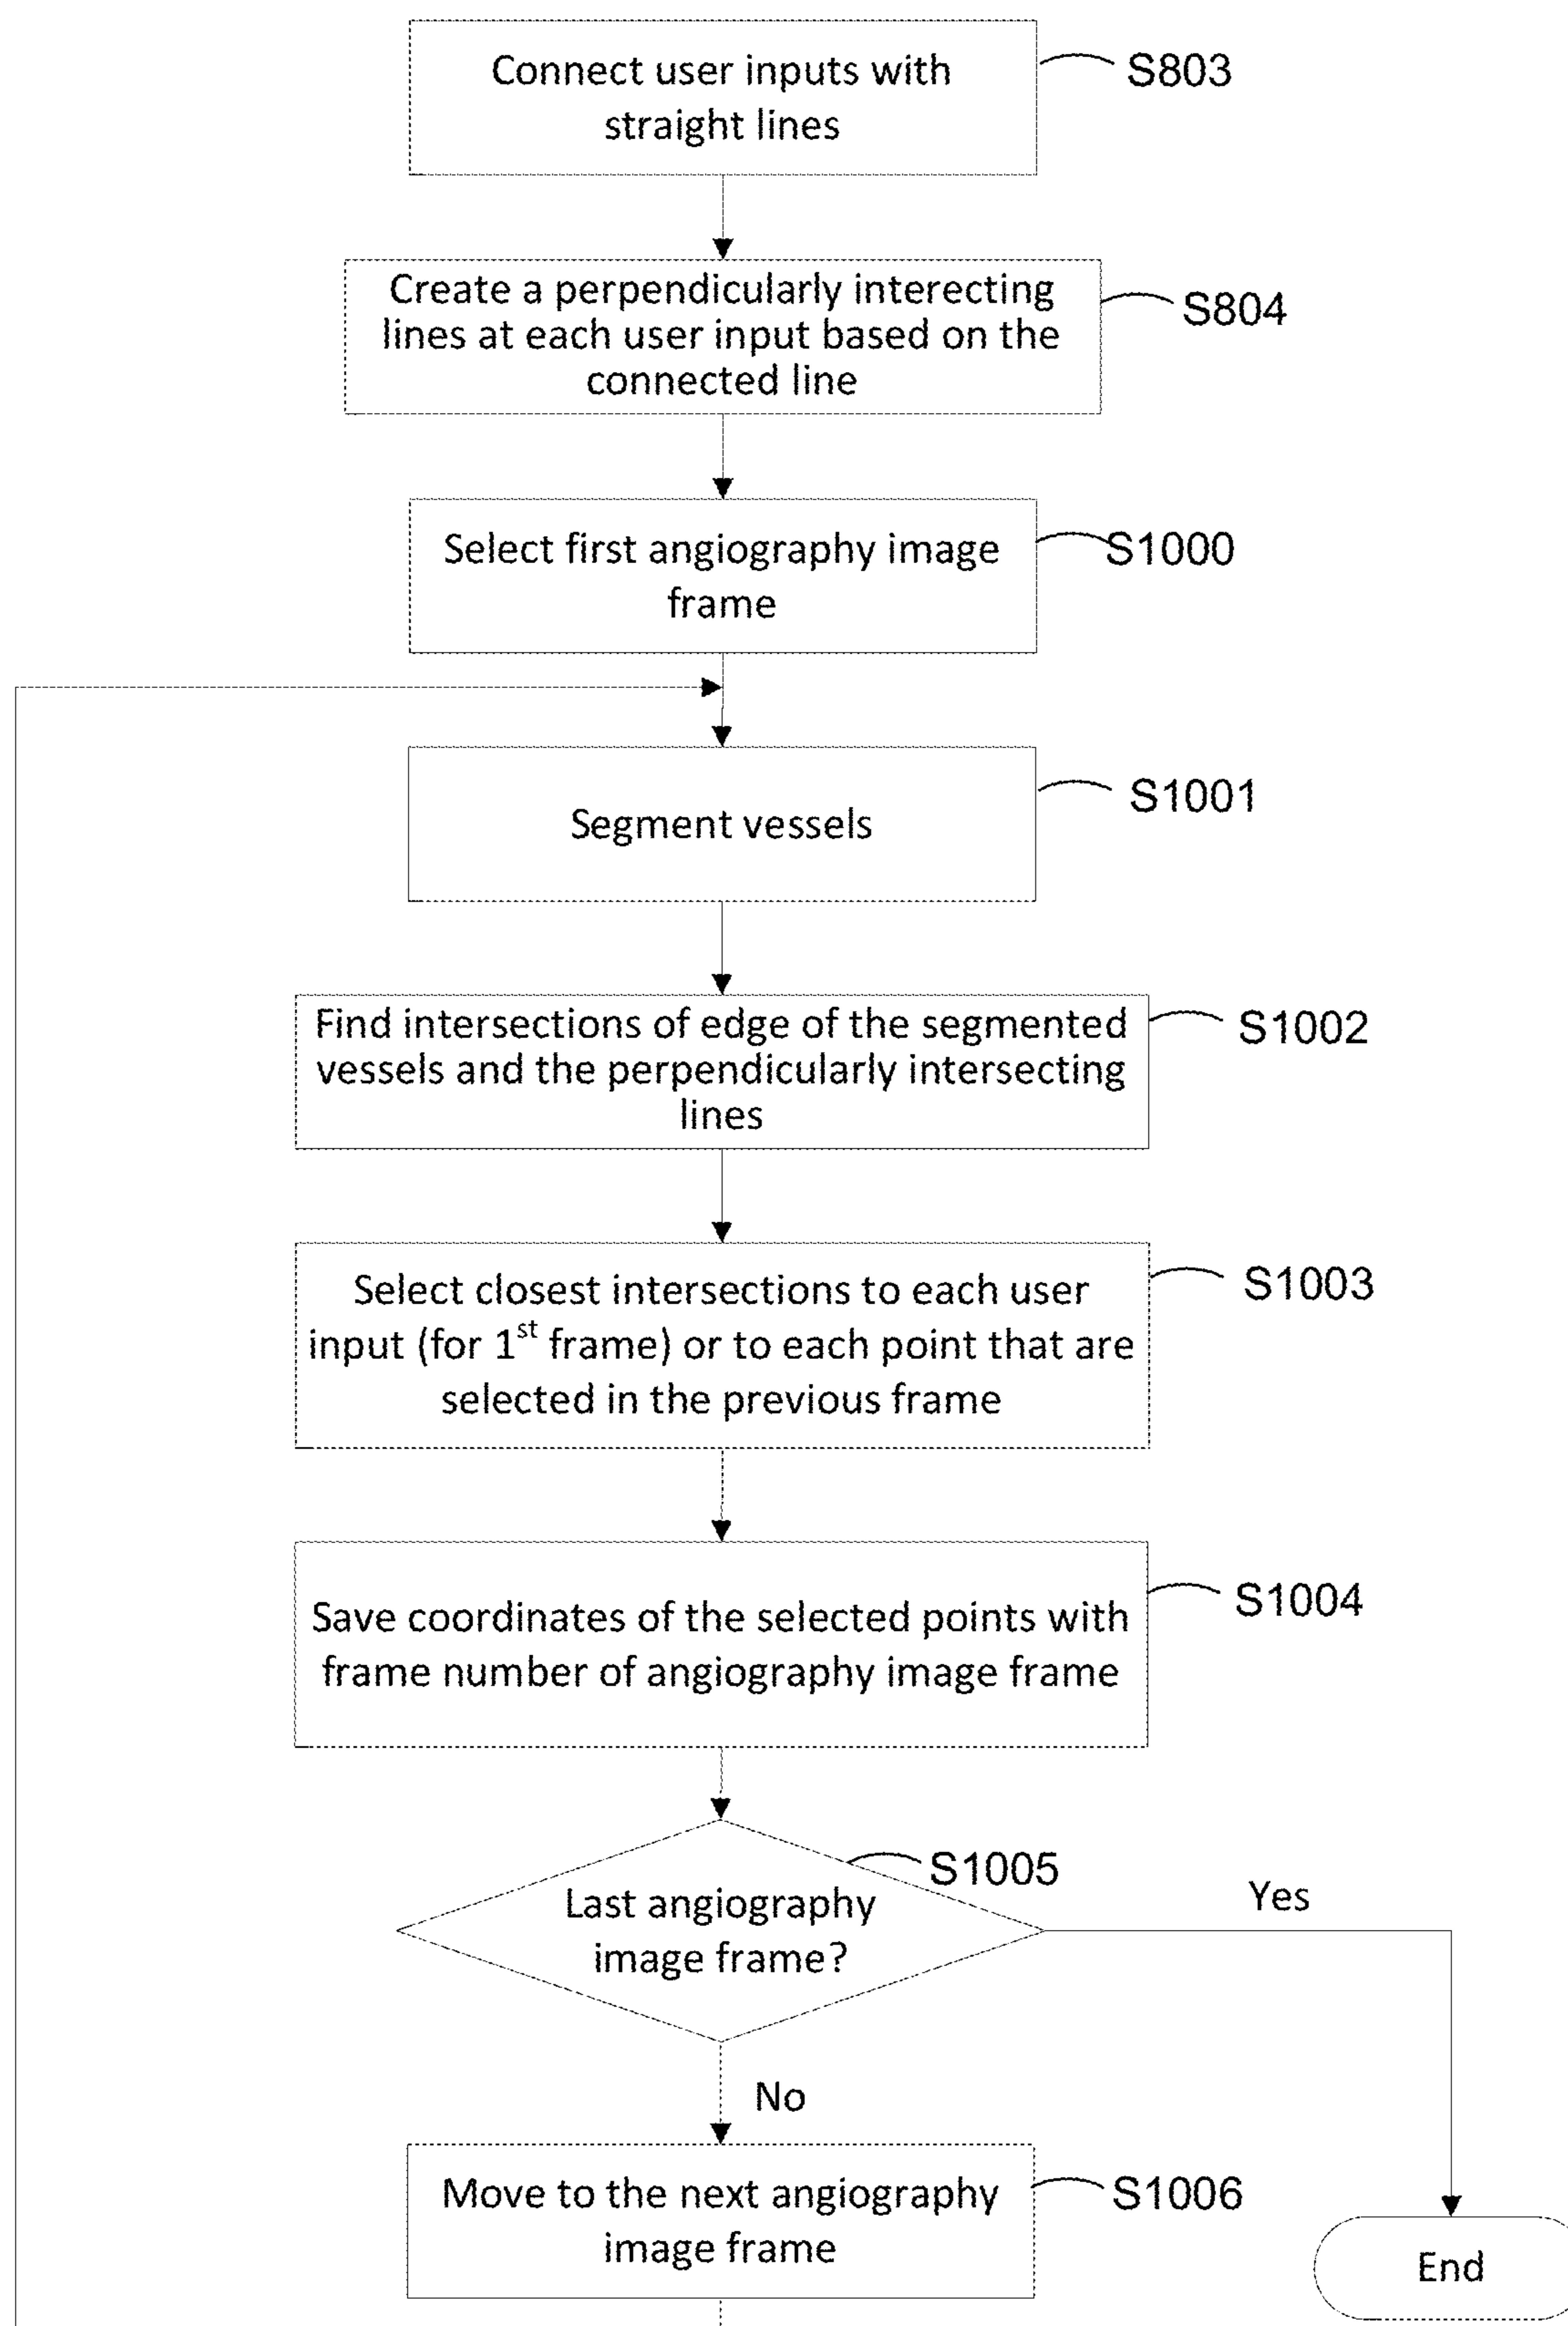 Connect user inputs with
straight lines
S803
Create a perpendicularly interecting
lines at each user input based on the
connected line
S804
Select first angiography image
frame
S1000
Segment vessels
S1001
Find intersections of edge of the segmented
vessels and the perpendicularly intersecting
lines
S1002
Select closest intersections to each user
input (for 1st frame) or to each point that are
selected in the previous frame
S1003
Save coordinates of the selected points with
frame number of angiography image frame
S1004
Last angiography
image frame?
S1005
Yes
No
Move to the next angiography
image frame
S1006
End